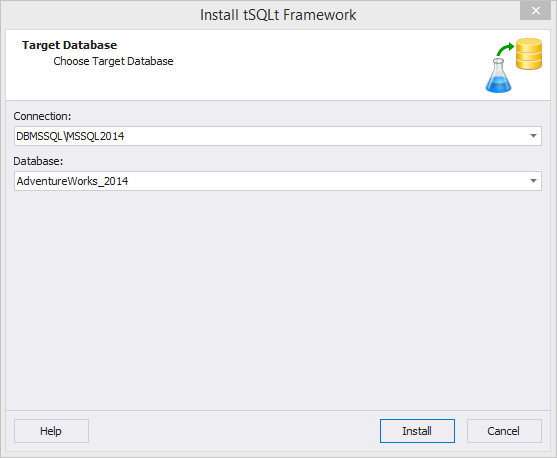 Install tSQLt Framework
Target Database
Choose Target Database
Connection:
DBMSSQL\MSSQL2014
Database:
AdventureWorks_2014
Help
Install
Cancel